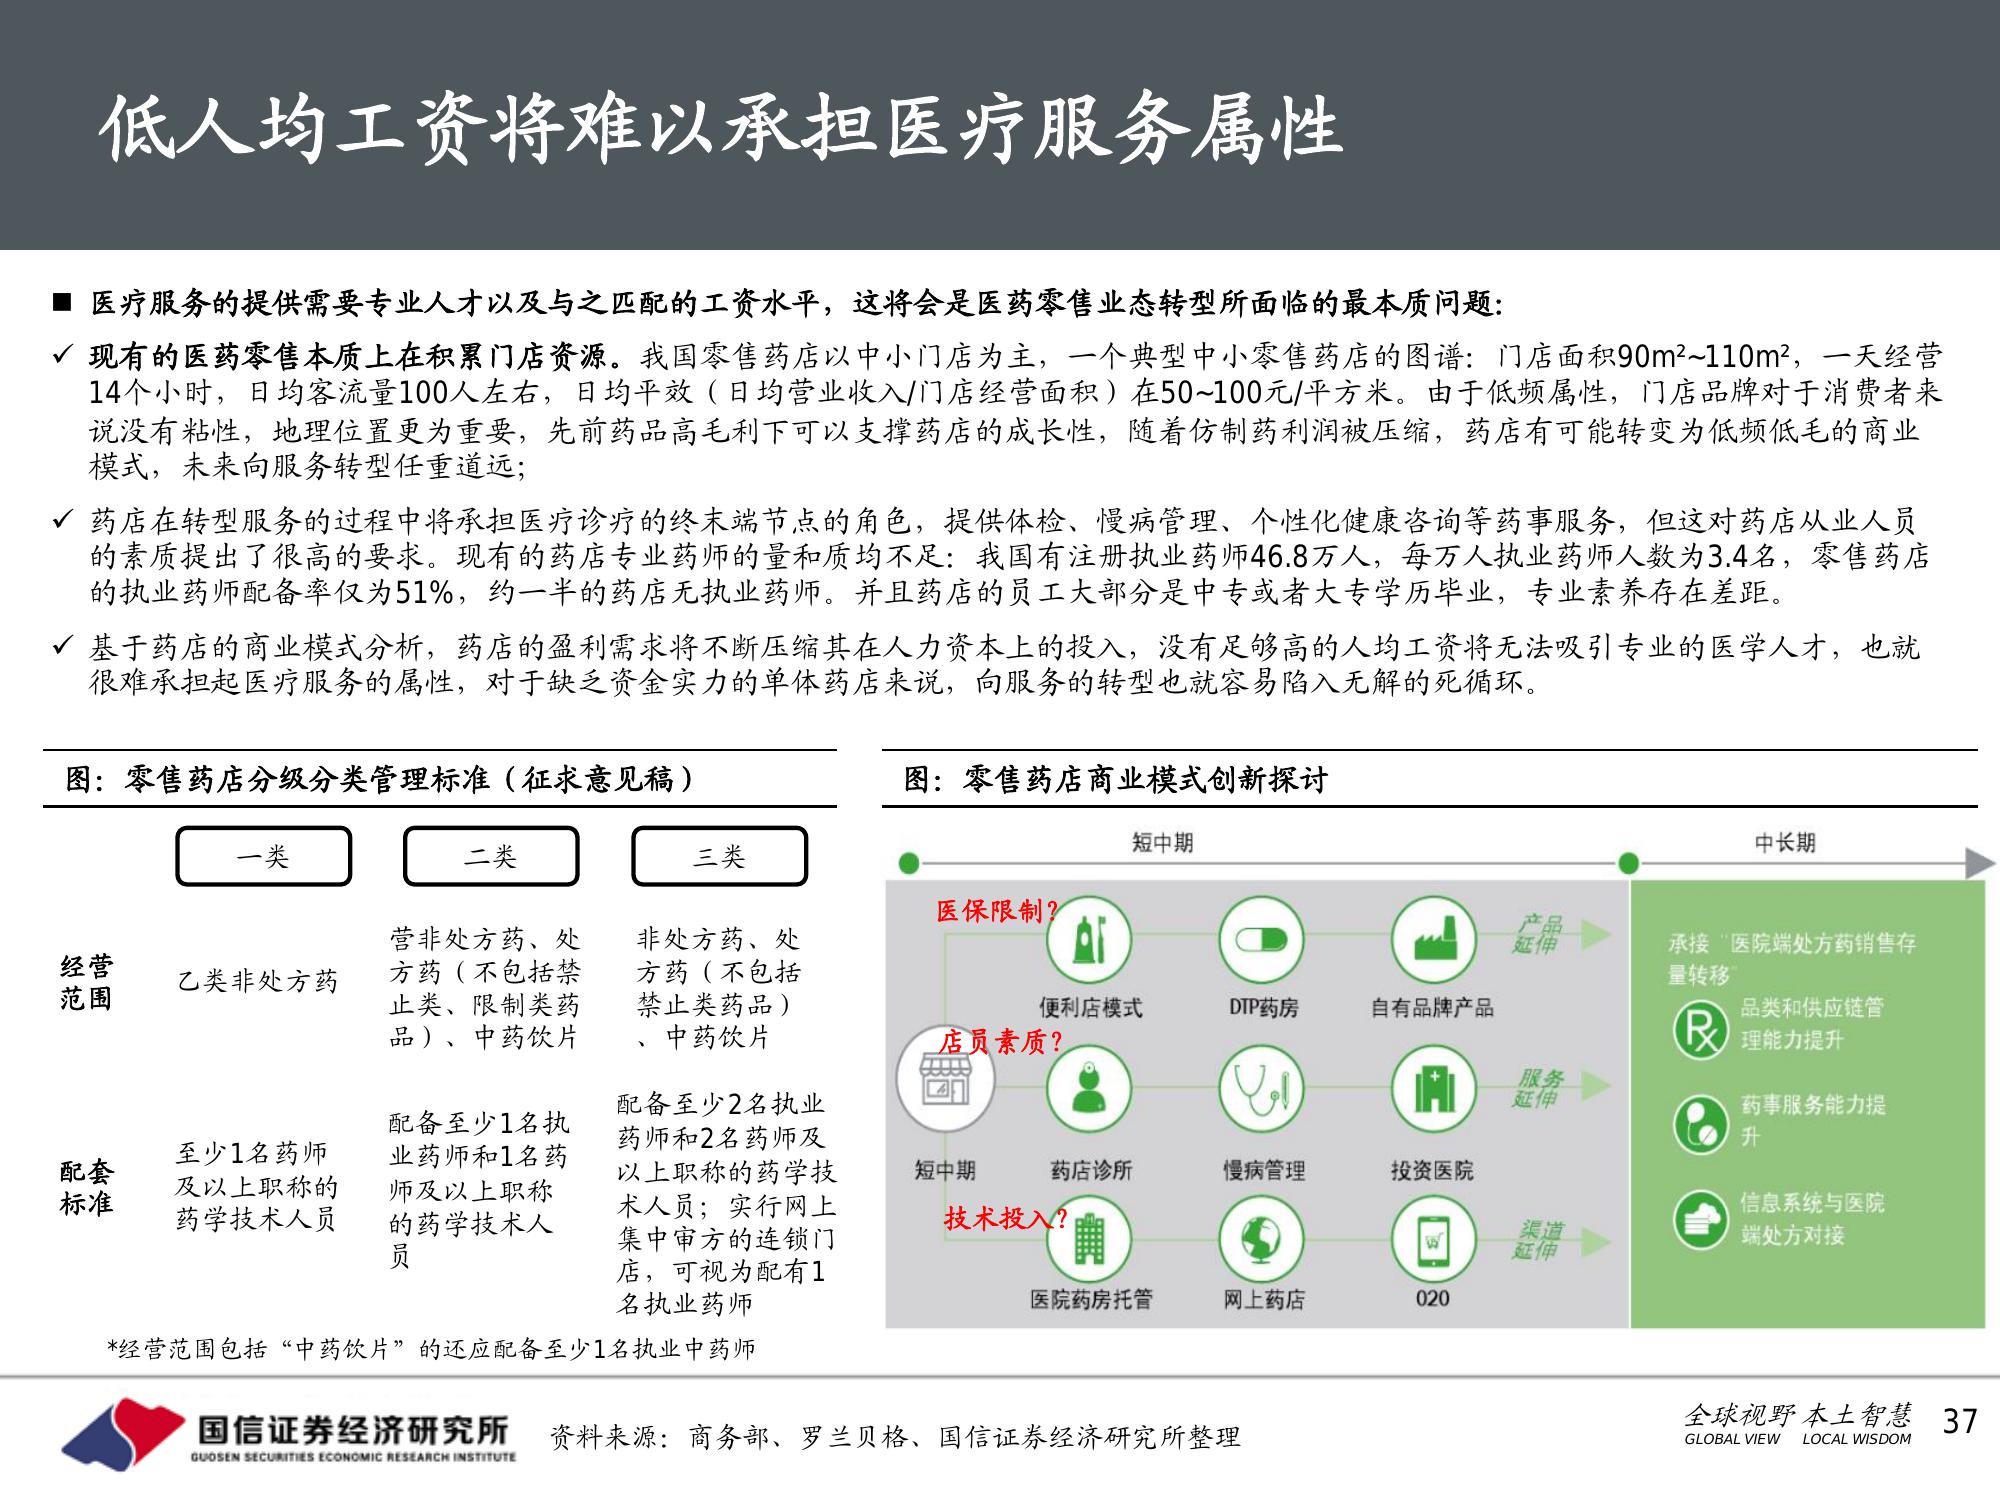 低人均工资将难以承担医疗服务属性
■ 医疗服务的提供需要专业人才以及与之匹配的工资水平，这将会是医药零售业态转型所面临的最本质问题：
✓ 现有的医药零售本质上在积累门店资源。我国零售药店以中小门店为主，一个典型中小零售药店的图谱：门店面积90m²~110m²，一天经营
14个小时，日均客流量100人左右，日均平效（日均营业收入/门店经营面积）在50~100元/平方米。由于低频属性，门店品牌对于消费者来
说没有粘性，地理位置更为重要，先前药品高毛利下可以支撑药店的成长性，随着仿制药利润被压缩，药店有可能转变为低频低毛的商业
模式，未来向服务转型任重道远；
✓ 药店在转型服务的过程中将承担医疗诊疗的终末端节点的角色，提供体检、慢病管理、个性化健康咨询等药事服务，但这对药店从业人员
的素质提出了很高的要求。现有的药店专业药师的量和质均不足：我国有注册执业药师46.8万人，每万人执业药师人数为3.4名，零售药店
的执业药师配备率仅为51%，约一半的药店无执业药师。并且药店的员工大部分是中专或者大专学历毕业，专业素养存在差距。
✓ 基于药店的商业模式分析，药店的盈利需求将不断压缩其在人力资本上的投入，没有足够高的人均工资将无法吸引专业的医学人才，也就
很难承担起医疗服务的属性，对于缺乏资金实力的单体药店来说，向服务的转型也就容易陷入无解的死循环。
图：零售药店分级分类管理标准（征求意见稿）
一类
二类
三类
经营
范围
乙类非处方药
营非处方药、处
方药（不包括禁
止类、限制类药
品）、中药饮片
非处方药、处
方药（不包括
禁止类药品）
、中药饮片
配套
标准
至少1名药师
及以上职称的
药学技术人员
配备至少1名执
业药师和1名药
师及以上职称
的药学技术人
员
配备至少2名执业
药师和2名药师及
以上职称的药学技
术人员；实行网上
集中审方的连锁门
店，可视为配有1
名执业药师
*经营范围包括“中药饮片”的还应配备至少1名执业中药师
图：零售药店商业模式创新探讨
短中期
中长期
医保限制?
便利店模式
DTP药房
自有品牌产品
产品
延伸
店员素质?
短中期
药店诊所
慢病管理
投资医院
服务
延伸
技术投入?
医院药房托管
网上药店
O2O
渠道
延伸
承接“医院端处方药销售存
量转移”
品类和供应链管
理能力提升
药事服务能力提
升
信息系统与医院
端处方对接
国信证券经济研究所
GUOSEN SECURITIES ECONOMIC RESEARCH INSTITUTE
资料来源：商务部、罗兰贝格、国信证券经济研究所整理
全球视野 本土智慧
GLOBAL VIEW LOCAL WISDOM
37